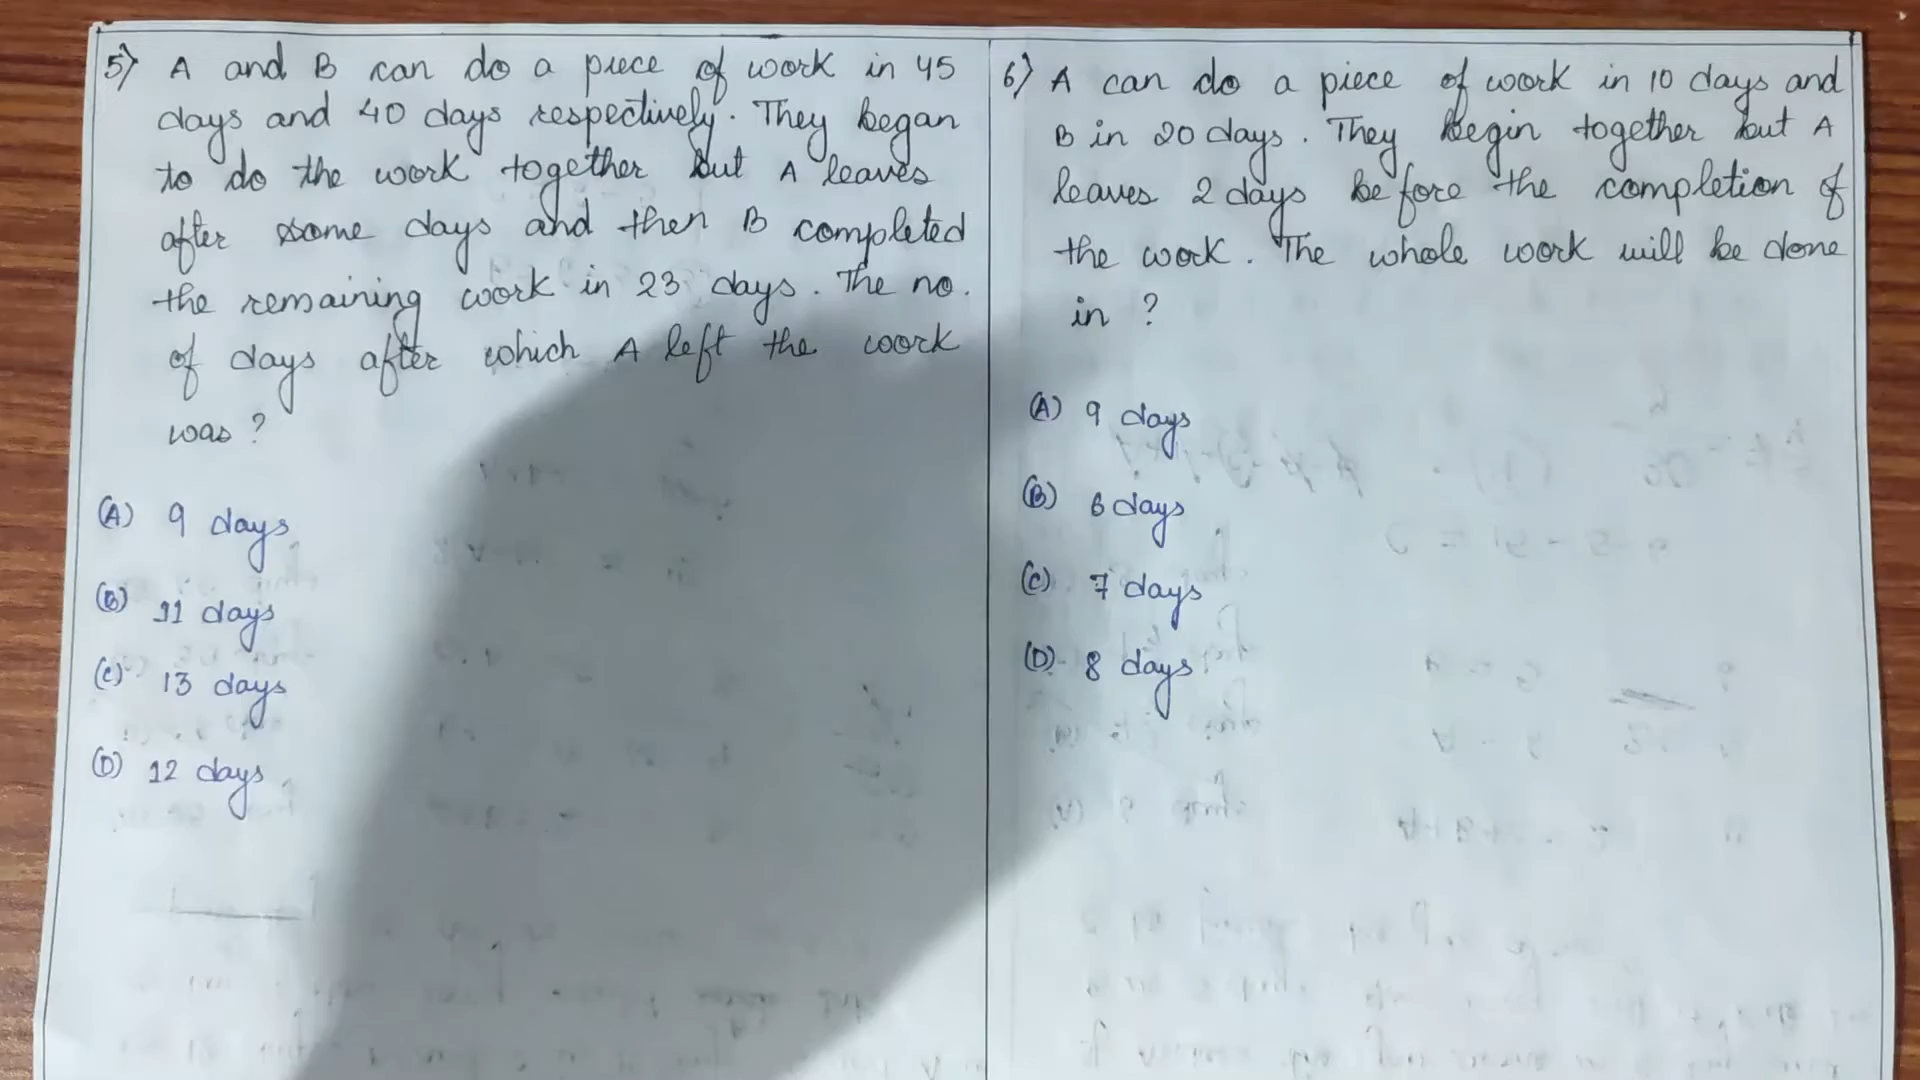 5) A and B can do a piece of work in 45
days and 40 days respectively. They began
to do the work together but A leaves
after some days and then B completed
the remaining work in 23 days. The no.
of days after which A left the work
was ?
(A) 9 days
(B) 11 days
(C) 13 days
(D) 12 days
6) A can do a piece of work in 10 days and
B in 20 days. They begin together but A
leaves 2 days before the completion of
the work. The whole work will be done
in ?
(A) 9 days
(B) 6 days
(C) 7 days
(D) 8 days